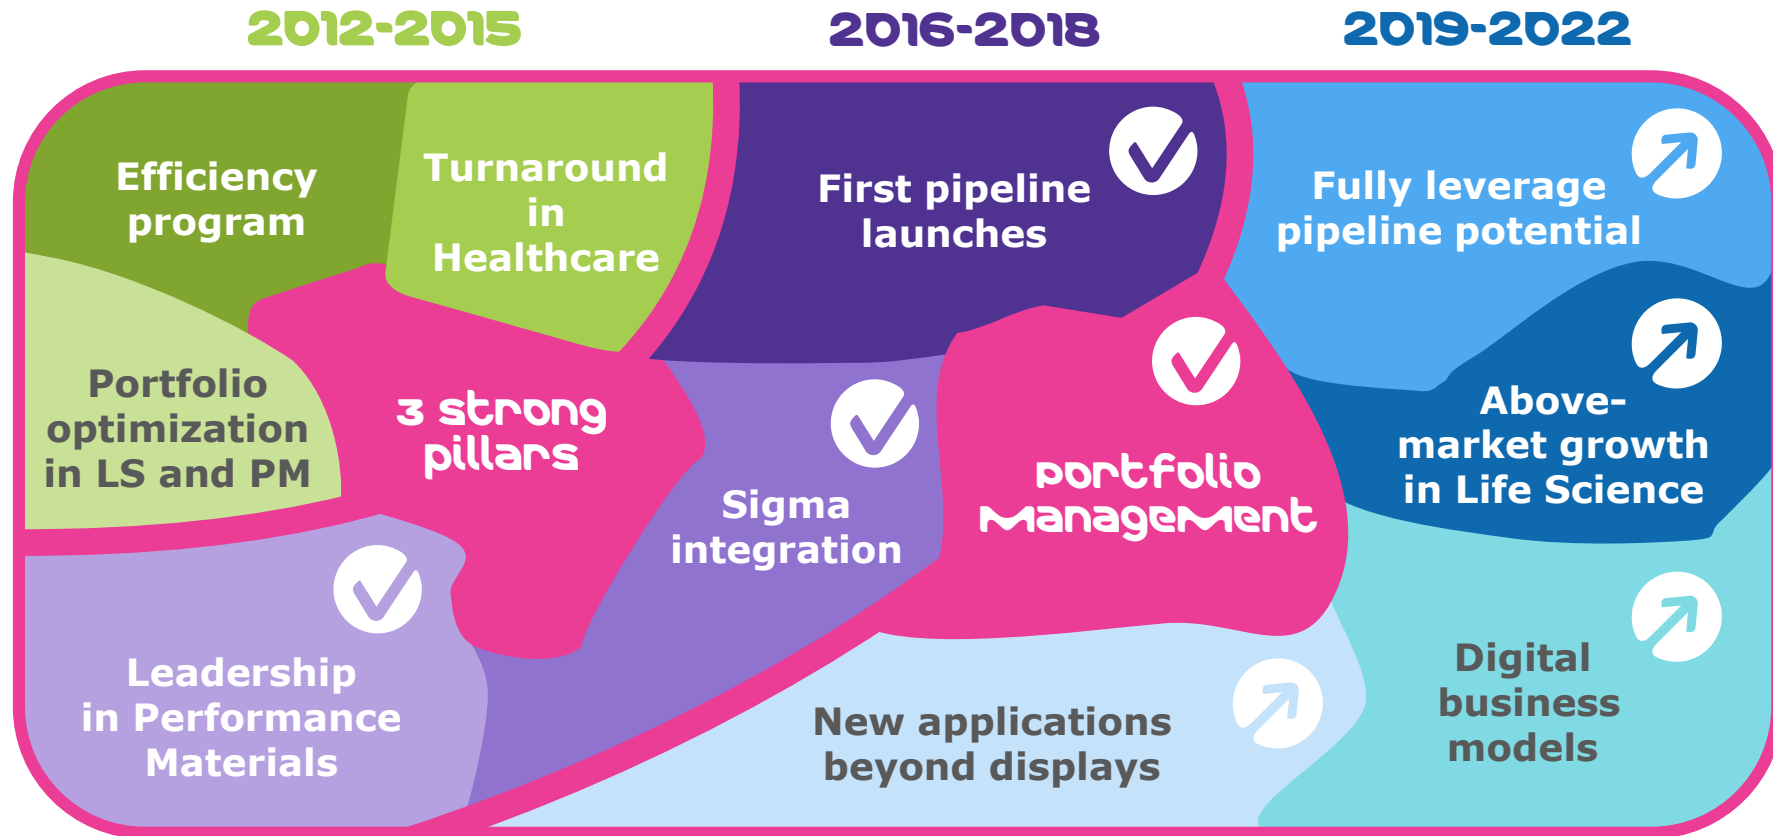 2012-2015
2016-2018
2019-2022
Efficiency
program
Turnaround
in
Healthcare
First pipeline
launches
Fully leverage
pipeline potential
Portfolio
optimization
in LS and PM
3 strong
pillars
Sigma
integration
portfolio
management
Above-
market growth
in Life Science
Leadership
in Performance
Materials
New applications
beyond displays
Digital
business
models